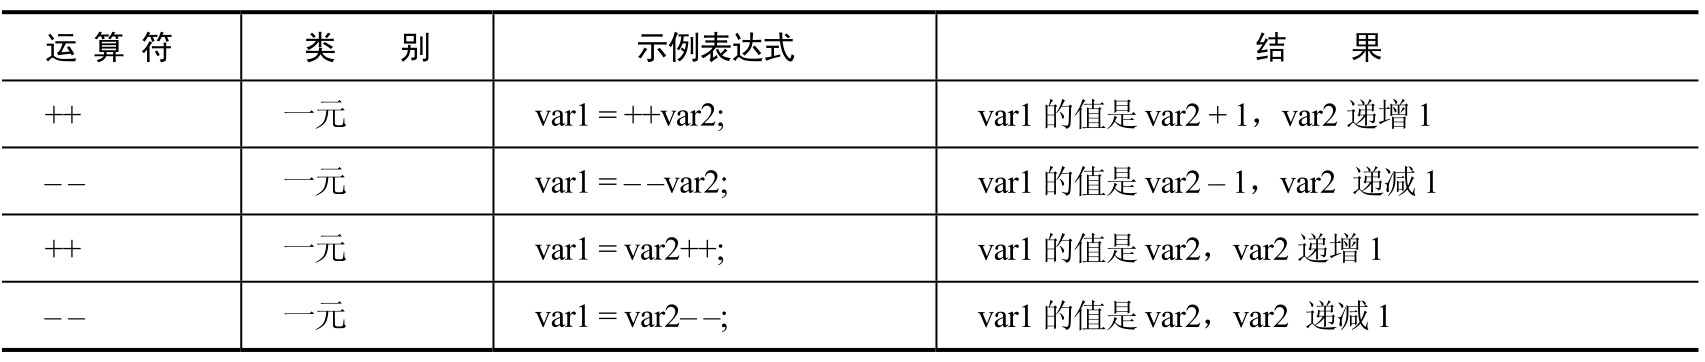 运算符 类别 示例表达式 结果
++ 一元 var1 = ++var2; var1 的值是 var2 + 1，var2 递增 1
– – 一元 var1 = – –var2; var1 的值是 var2 – 1，var2 递减 1
++ 一元 var1 = var2++; var1 的值是 var2，var2 递增 1
– – 一元 var1 = var2– –; var1 的值是 var2，var2 递减 1